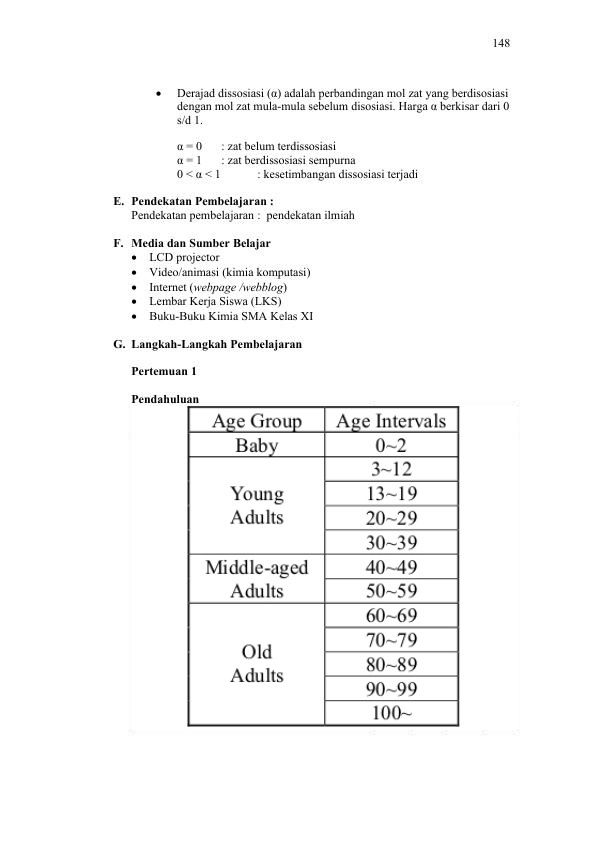 148
• Derajad dissosiasi (α) adalah perbandingan mol zat yang berdisosiasi
dengan mol zat mula-mula sebelum disosiasi. Harga α berkisar dari 0
s/d 1.
α = 0 : zat belum terdissosiasi
α = 1 : zat berdissosiasi sempurna
0 < α < 1 : kesetimbangan dissosiasi terjadi
E. Pendekatan Pembelajaran :
Pendekatan pembelajaran : pendekatan ilmiah
F. Media dan Sumber Belajar
• LCD projector
• Video/animasi (kimia komputasi)
• Internet (webpage /webblog)
• Lembar Kerja Siswa (LKS)
• Buku-Buku Kimia SMA Kelas XI
G. Langkah-Langkah Pembelajaran
Pertemuan 1
Pendahuluan
Age Group Age Intervals
Baby 0~2
Young
Adults
3~12
13~19
20~29
30~39
Middle-aged
Adults
40~49
50~59
Old
Adults
60~69
70~79
80~89
90~99
100~